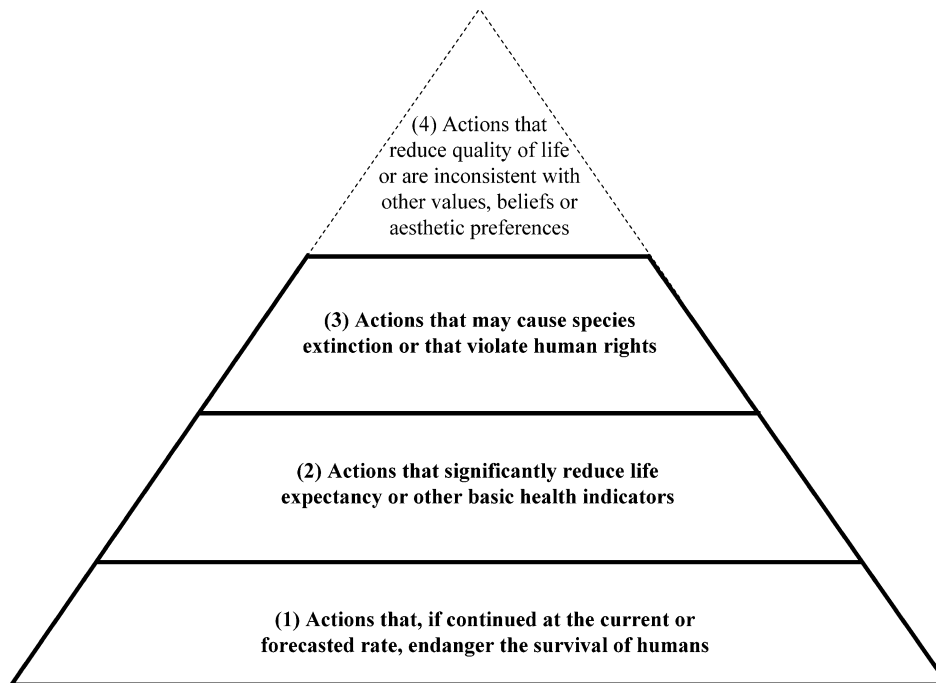 (4) Actions that
reduce quality of life
or are inconsistent with
other values, beliefs or
aesthetic preferences
(3) Actions that may cause species
extinction or that violate human rights
(2) Actions that significantly reduce life
expectancy or other basic health indicators
(1) Actions that, if continued at the current or
forecasted rate, endanger the survival of humans